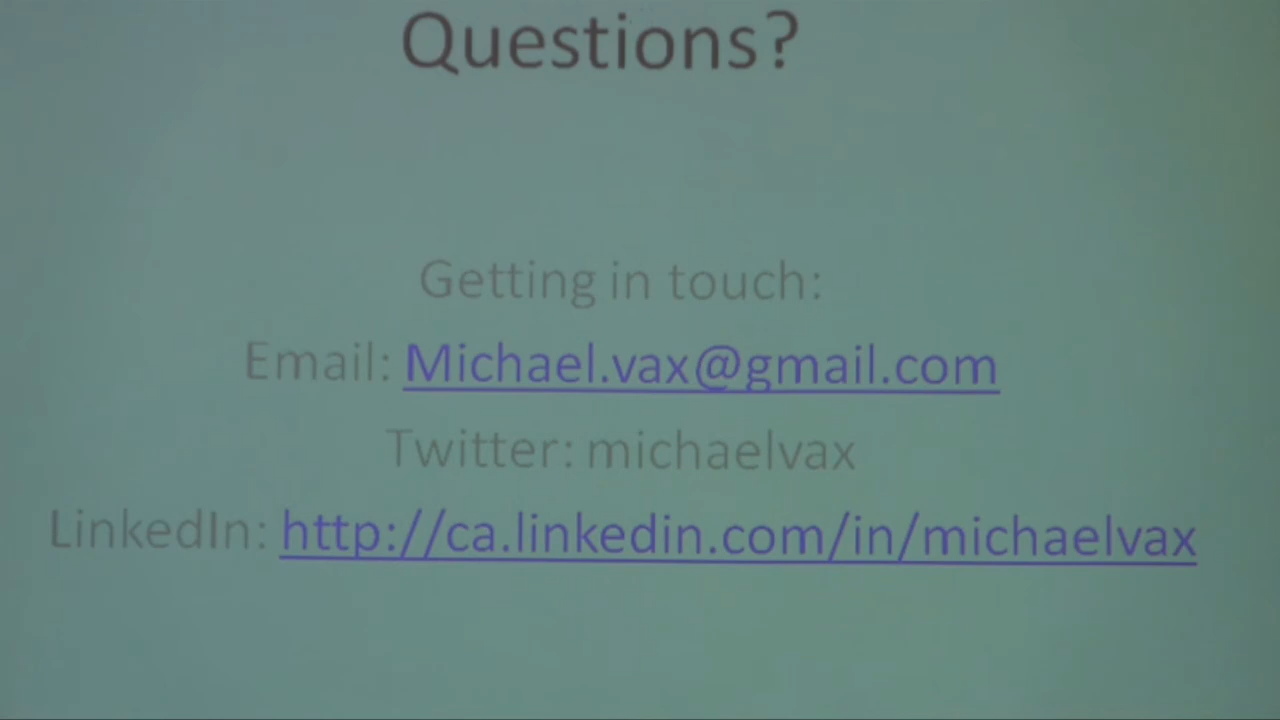 Questions?
Getting in touch:
Email: Michael.vax@gmail.com
Twitter: michaelvax
LinkedIn: http://ca.linkedin.com/in/michaelvax